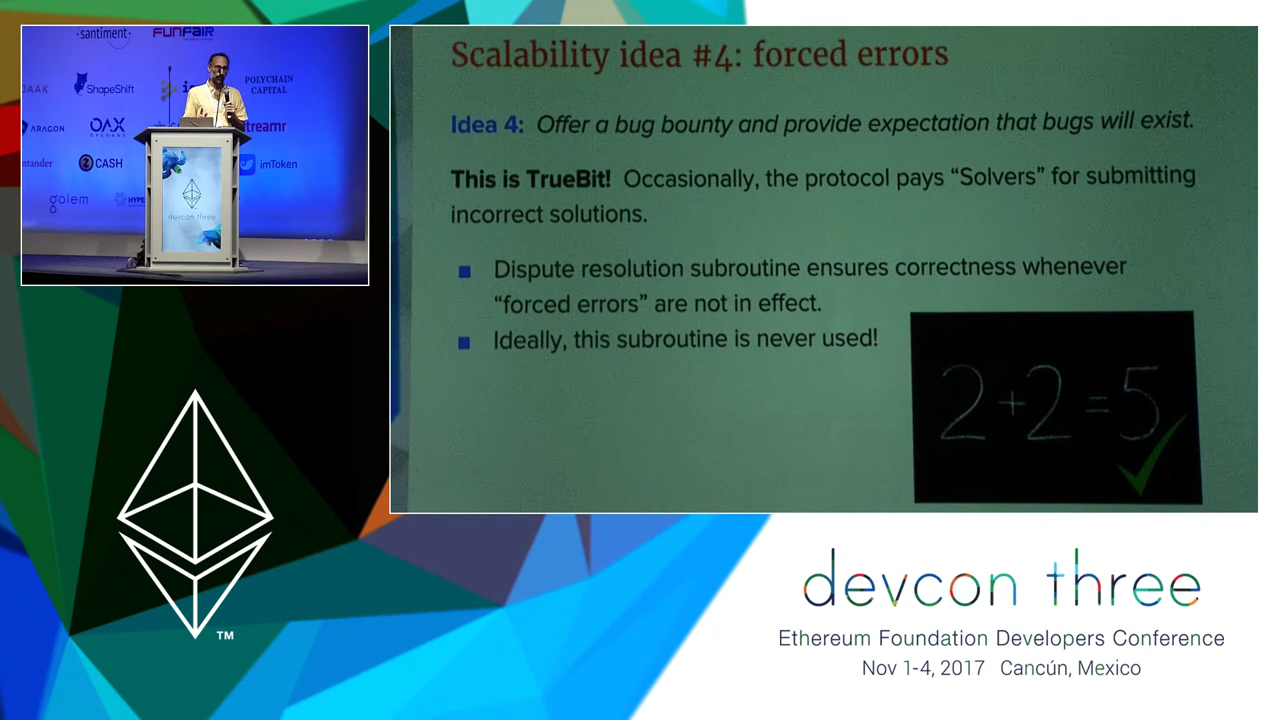 santiment
FUNFAIR
ShapeShift
POLYCHAIN
CAPITAL
ARAGON
OAX
streamr
CASH
imToken
golem
devcon three
Scalability idea #4: forced errors
Idea 4: Offer a bug bounty and provide expectation that bugs will exist.
This is TrueBit! Occasionally, the protocol pays “Solvers” for submitting
incorrect solutions.
Dispute resolution subroutine ensures correctness whenever
“forced errors” are not in effect.
Ideally, this subroutine is never used!
2+2=5
TM
devcon three
Ethereum Foundation Developers Conference
Nov 1-4, 2017 Cancún, Mexico